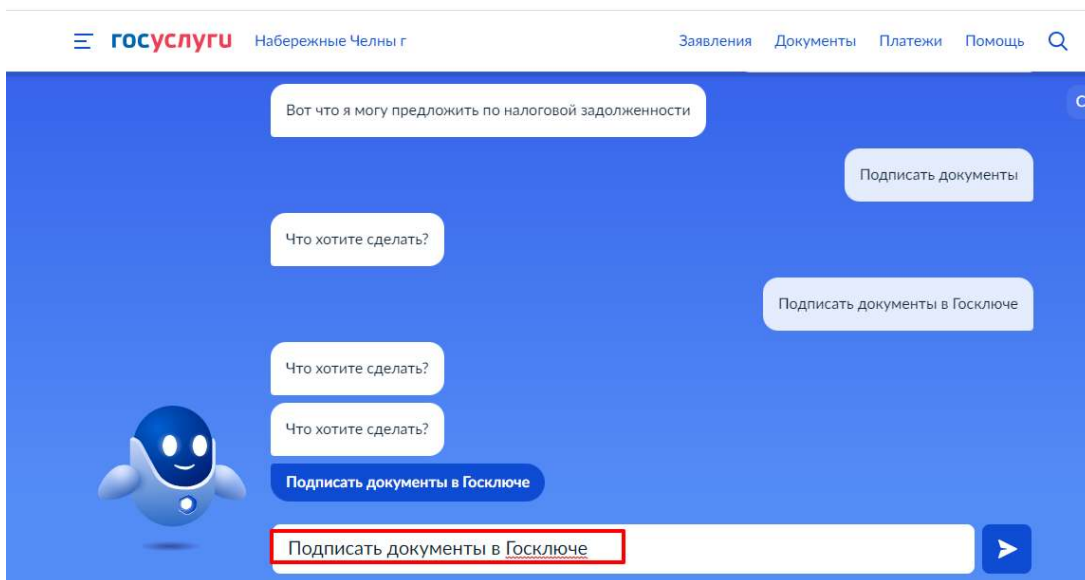 госуслуги Набережные Челны г Заявления Документы Платежи Помощь
Вот что я могу предложить по налоговой задолженности
Подписать документы
Что хотите сделать?
Подписать документы в Госключе
Что хотите сделать?
Что хотите сделать?
Подписать документы в Госключе
Подписать документы в Госключе